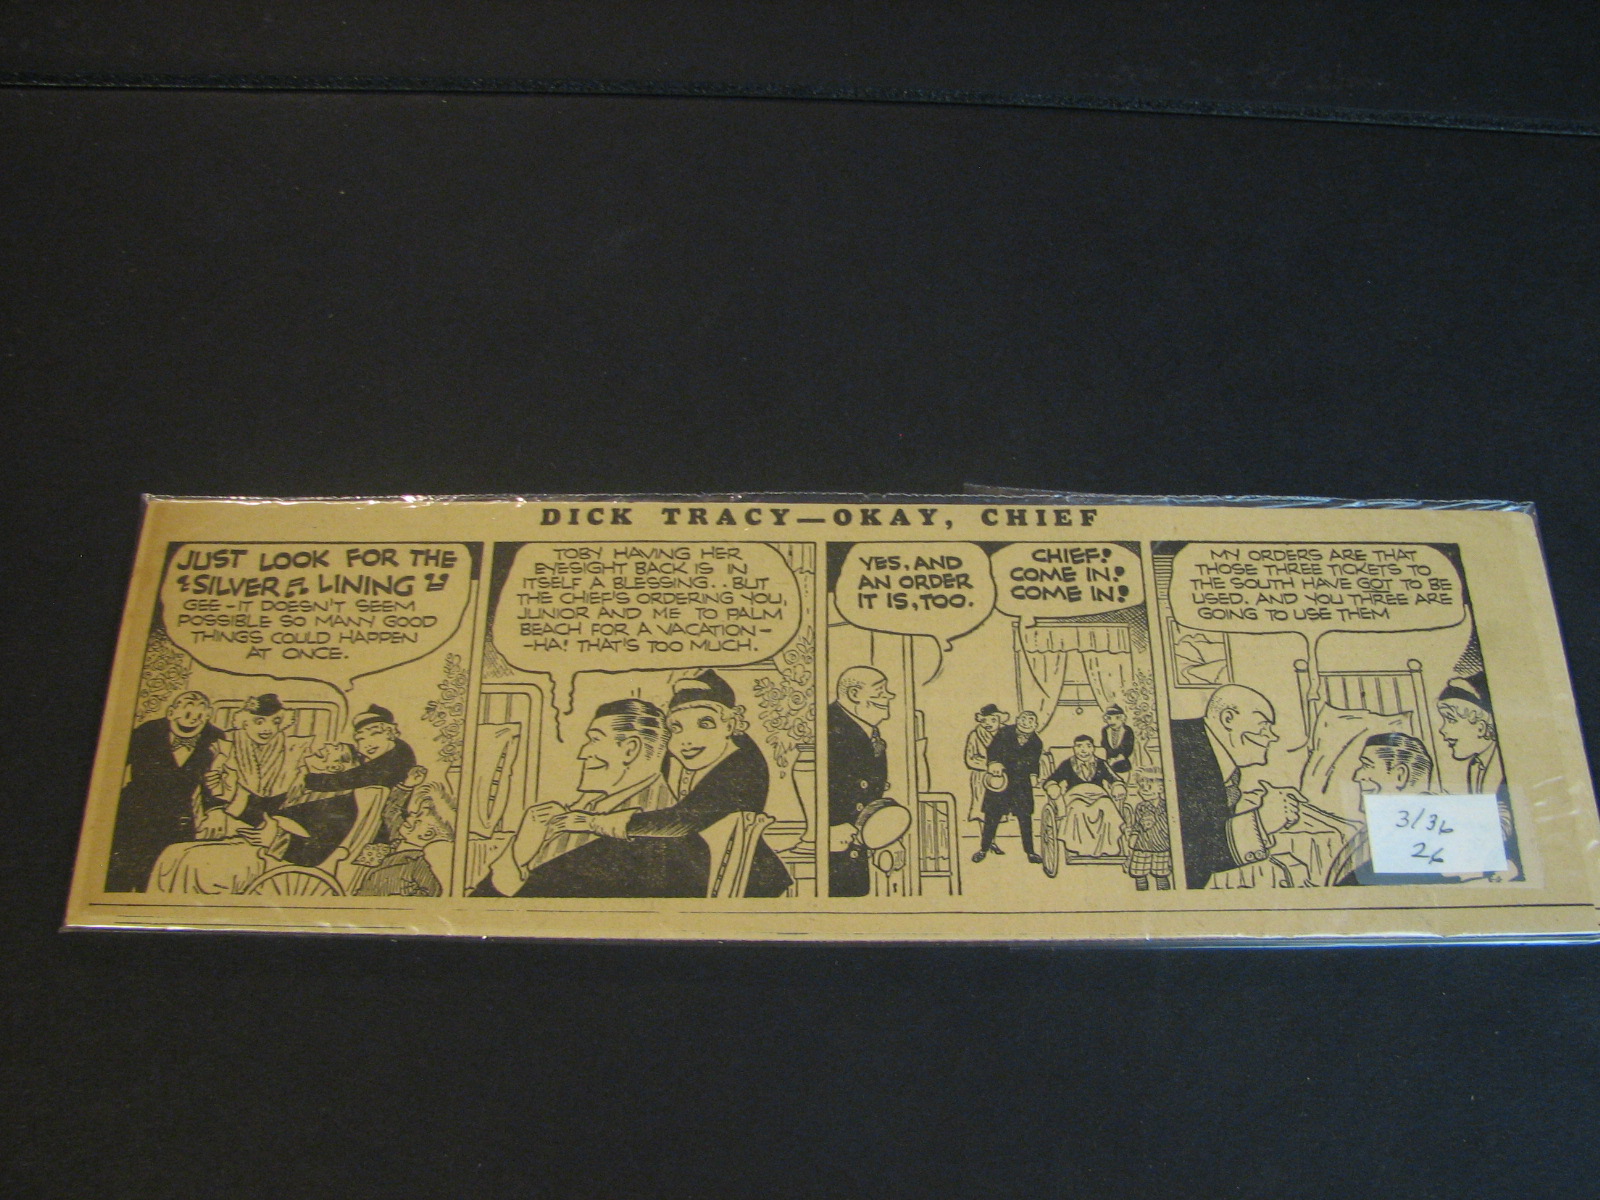 DICK TRACY—OKAY, CHIEF
JUST LOOK FOR THE
SILVER LINING
GEE-IT DOESN'T SEEM
POSSIBLE SO MANY GOOD
THINGS COULD HAPPEN
AT ONCE.
TOBY HAVING HER
EYESIGHT BACK IS IN
ITSELF A BLESSING.. BUT
THE CHIEF'S ORDERING YOU,
JUNIOR AND ME TO PALM
BEACH FOR A VACATION-
-HA! THAT'S TOO MUCH.
YES, AND
AN ORDER
IT IS, TOO.
CHIEF!
COME IN!
COME IN!
MY ORDERS ARE THAT
THOSE THREE TICKETS TO
THE SOUTH HAVE GOT TO BE
USED. AND YOU THREE ARE
GOING TO USE THEM
3/36
26